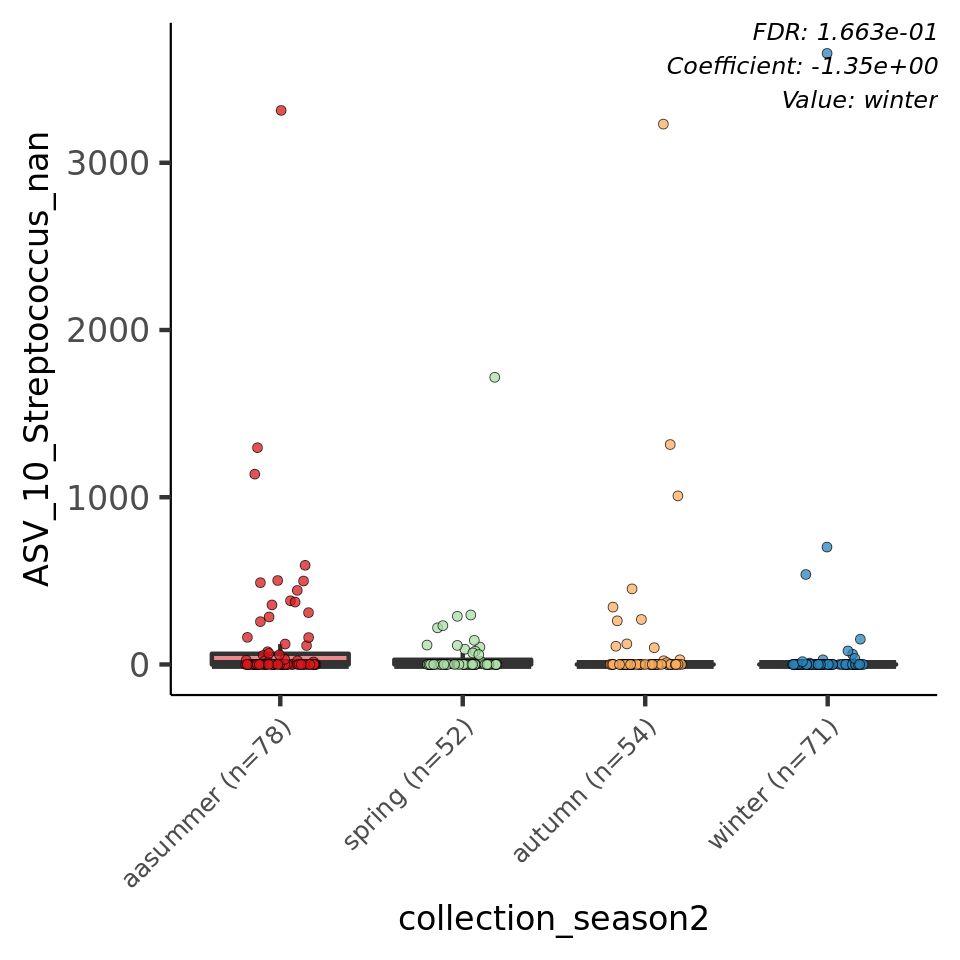 FDR: 1.663e-01
Coefficient: -1.35e+00
Value: winter
ASV_10_Streptococcus_nan
3000
2000
1000
0
aasummer (n=78)
spring (n=52)
autumn (n=54)
winter (n=71)
collection_season2